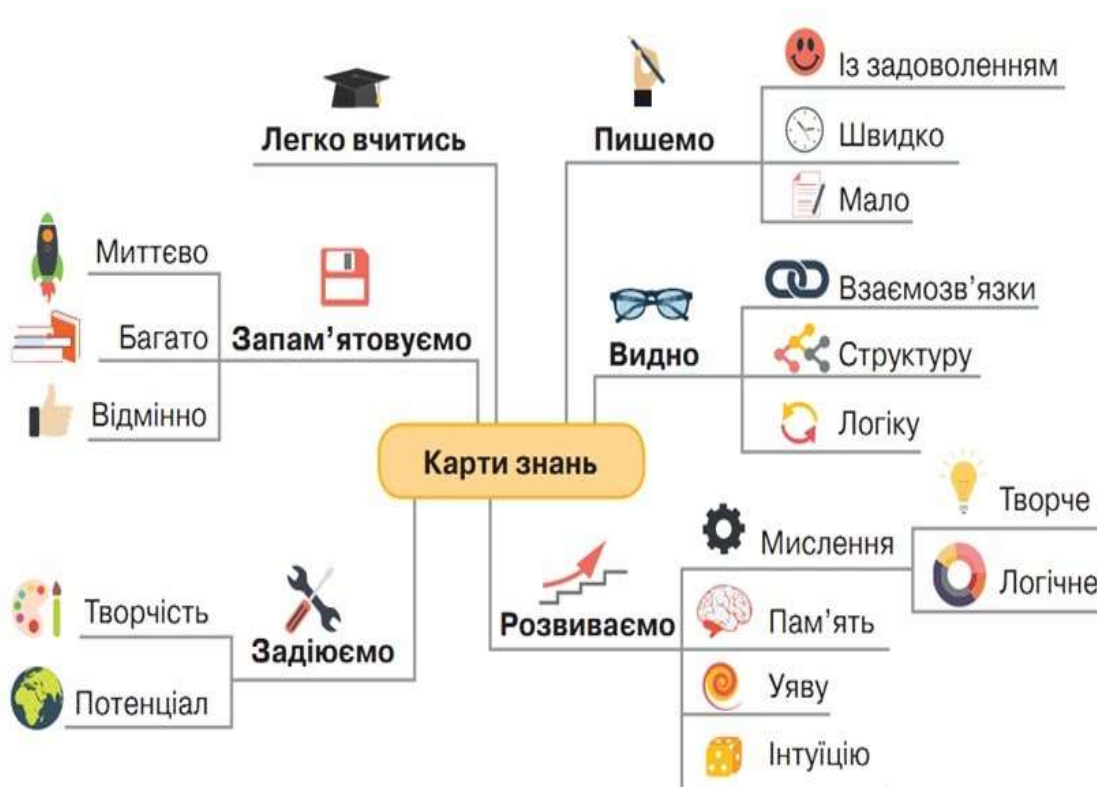 Карти знань
Легко вчитись
Пишемо
Із задоволенням
Швидко
Мало
Запам’ятовуємо
Миттєво
Багато
Відмінно
Видно
Взаємозв’язки
Структуру
Логіку
Задіюємо
Творчість
Потенціал
Розвиваємо
Мислення
Творче
Логічне
Пам’ять
Уяву
Інтуїцію